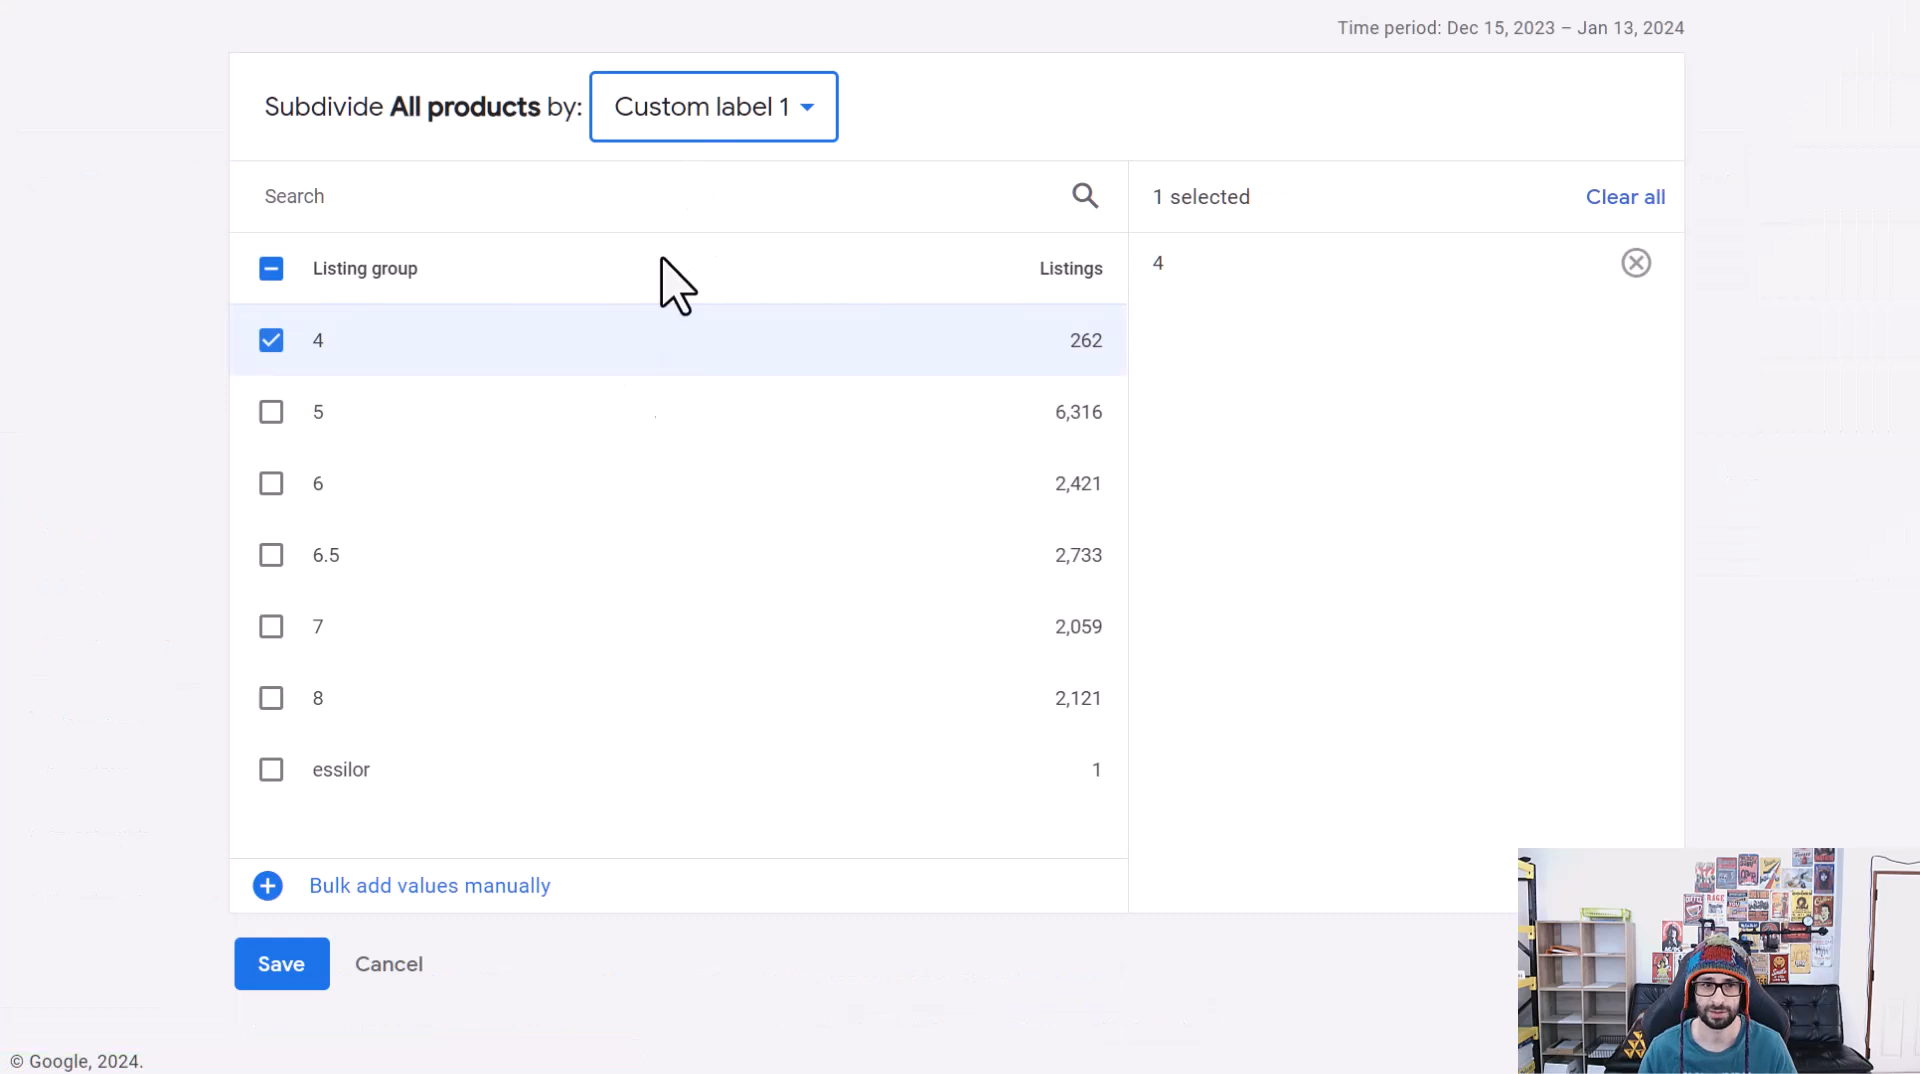 Time period: Dec 15, 2023 – Jan 13, 2024
Subdivide All products by: Custom label 1
Search
1 selected
Clear all
Listing group
Listings
4
4
262
5
6,316
6
2,421
6.5
2,733
7
2,059
8
2,121
essilor
1
Bulk add values manually
Save
Cancel
© Google, 2024.